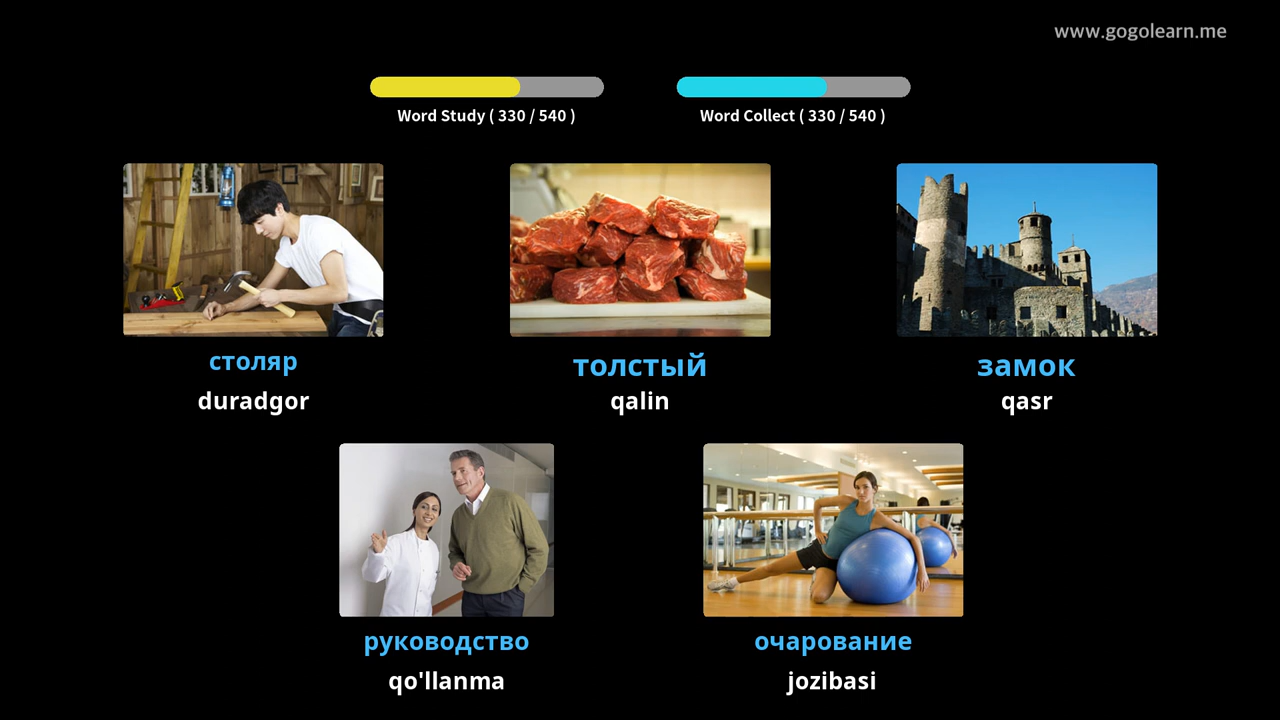 www.gogolearn.me
Word Study ( 330 / 540 )
Word Collect ( 330 / 540 )
столяр
duradgor
толстый
qalin
замок
qasr
руководство
qo'llanma
очарование
jozibasi